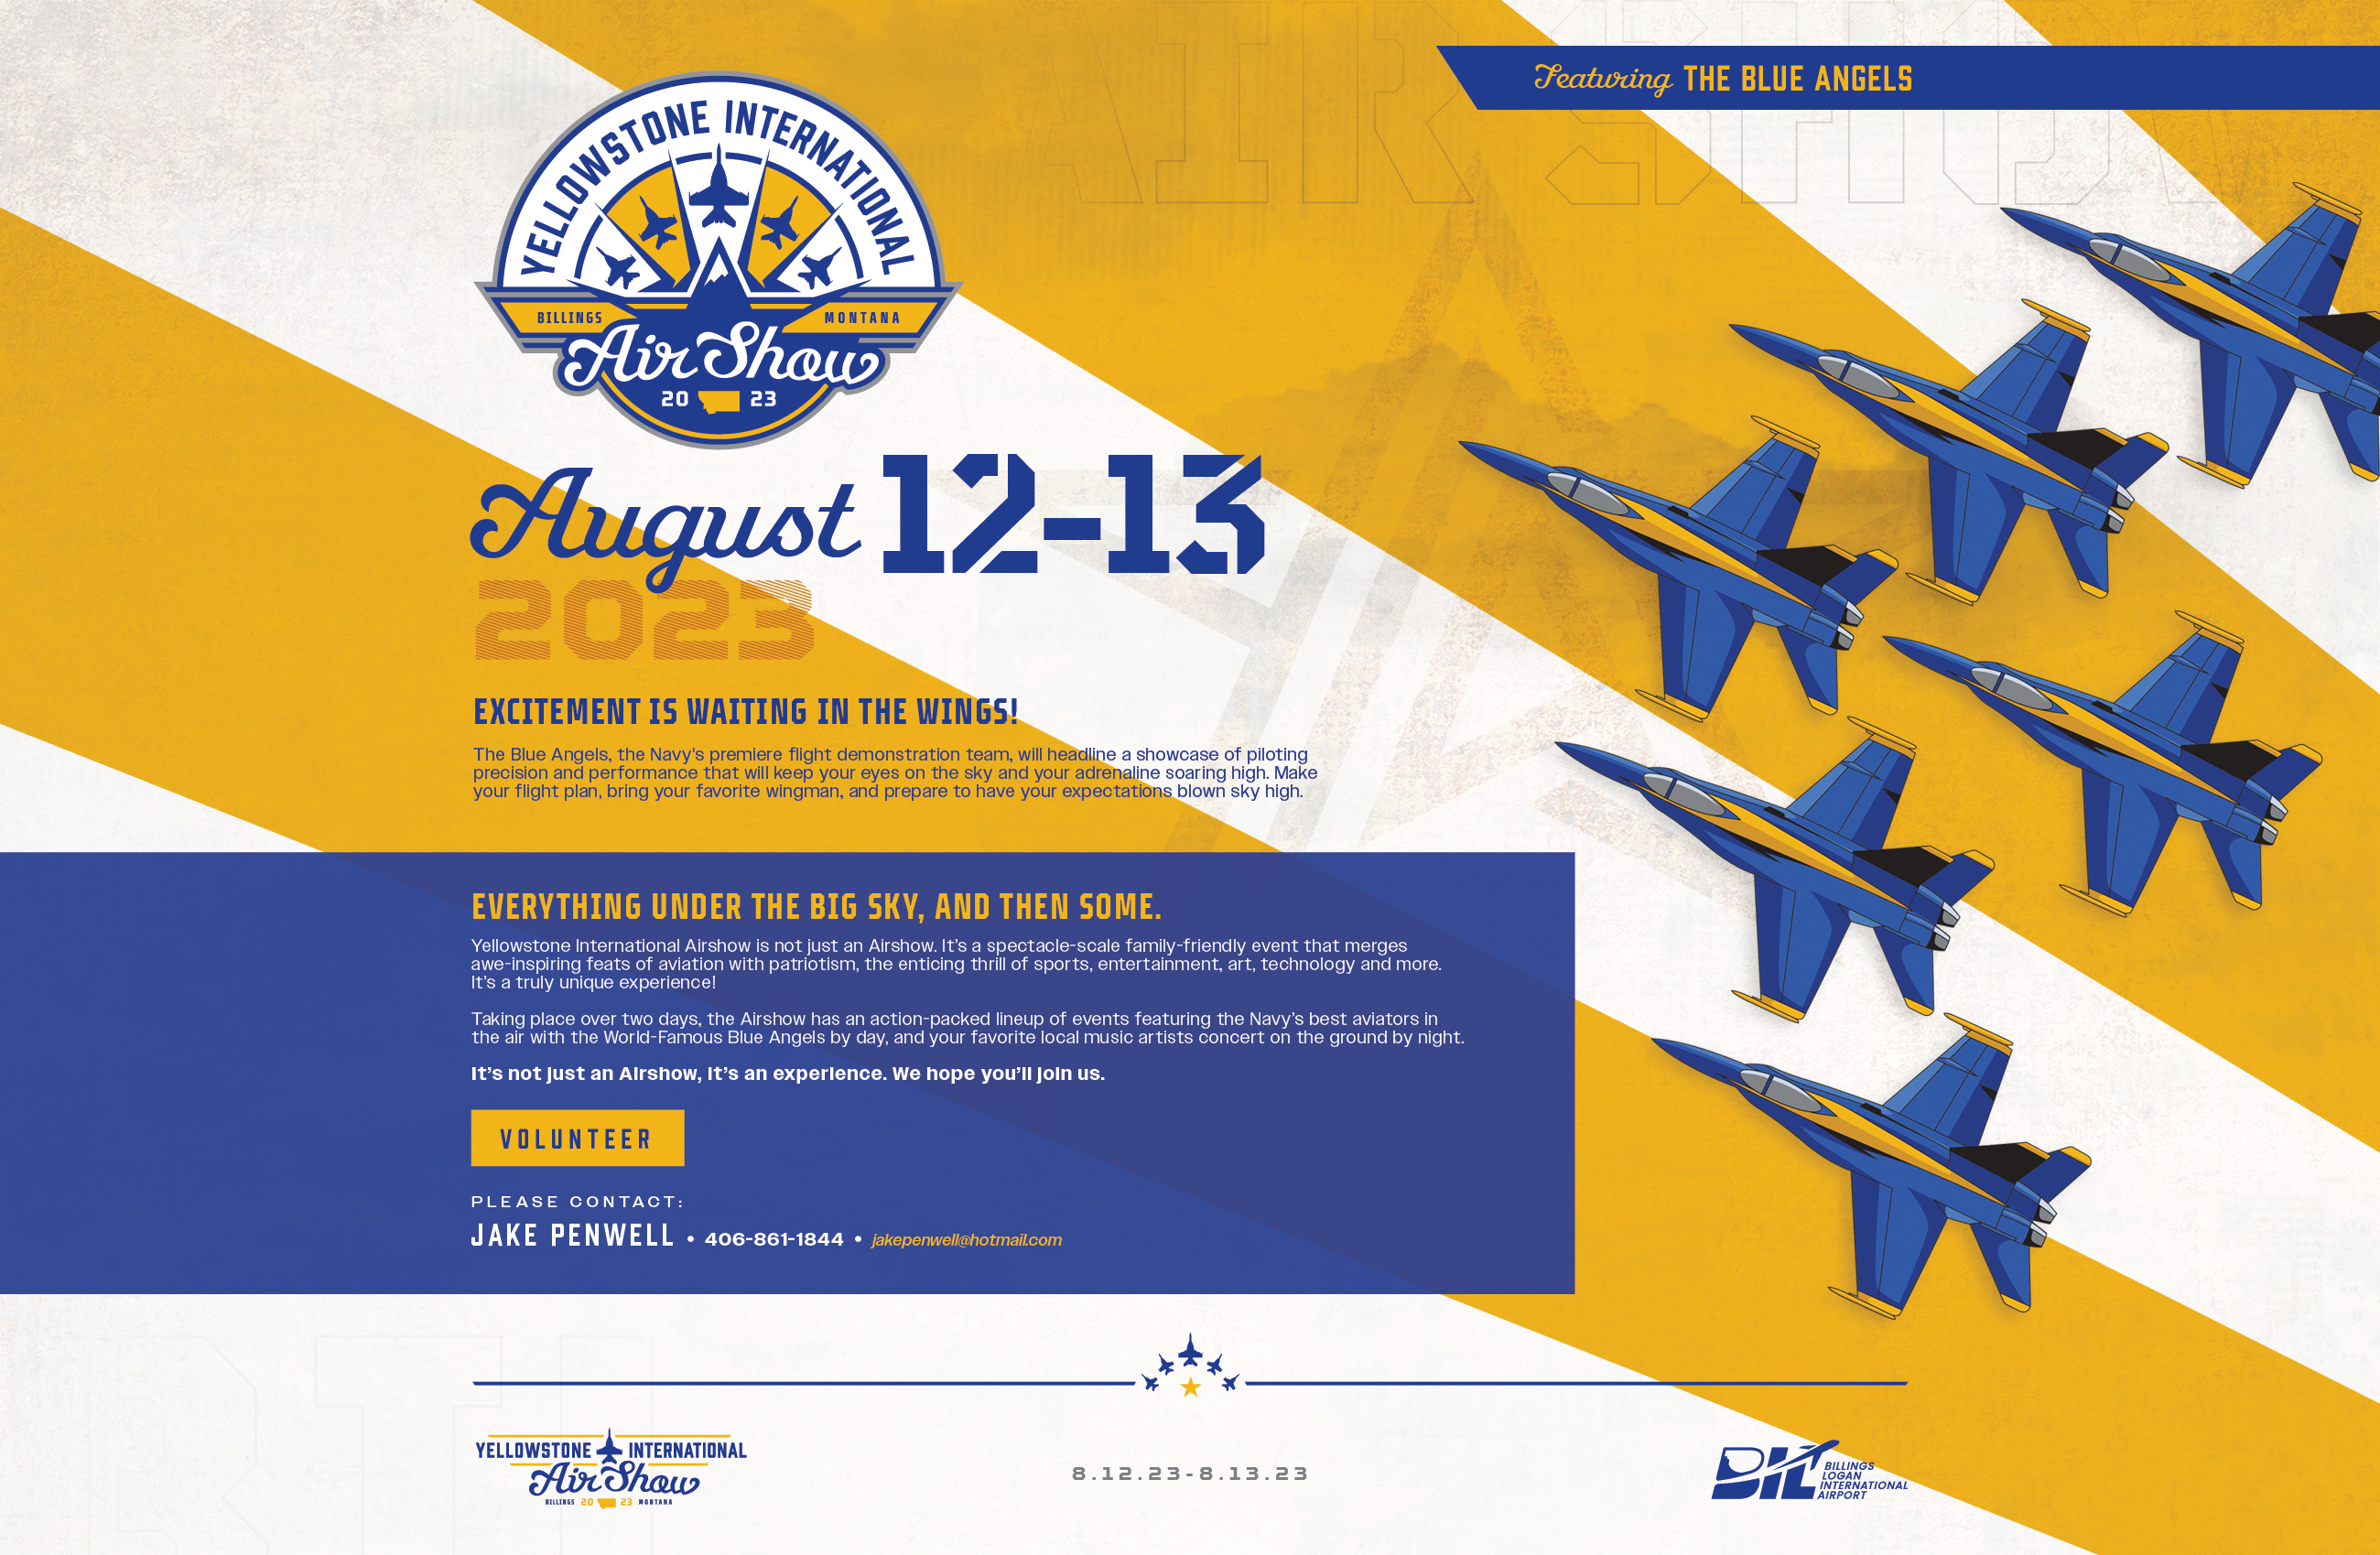 AIR SHOW
Featuring THE BLUE ANGELS
YELLOWSTONE INTERNATIONAL
BILLINGS
MONTANA
Air Show
20 23
August 12-13
2023
EXCITEMENT IS WAITING IN THE WINGS!
The Blue Angels, the Navy's premiere flight demonstration team, will headline a showcase of piloting
precision and performance that will keep your eyes on the sky and your adrenaline soaring high. Make
your flight plan, bring your favorite wingman, and prepare to have your expectations blown sky high.
EVERYTHING UNDER THE BIG SKY, AND THEN SOME.
Yellowstone International Airshow is not just an Airshow. It's a spectacle-scale family-friendly event that merges
awe-inspiring feats of aviation with patriotism, the enticing thrill of sports, entertainment, art, technology and more.
It's a truly unique experience!
Taking place over two days, the Airshow has an action-packed lineup of events featuring the Navy's best aviators in
the air with the World-Famous Blue Angels by day, and your favorite local music artists concert on the ground by night.
It's not just an Airshow, it's an experience. We hope you'll join us.
VOLUNTEER
PLEASE CONTACT:
JAKE PENWELL • 406-861-1844 • jakepenwell@hotmail.com
YELLOWSTONE INTERNATIONAL
Air Show
BILLINGS 20 23 MONTANA
8.12.23-8.13.23
BIL
BILLINGS
LOGAN
INTERNATIONAL
AIRPORT